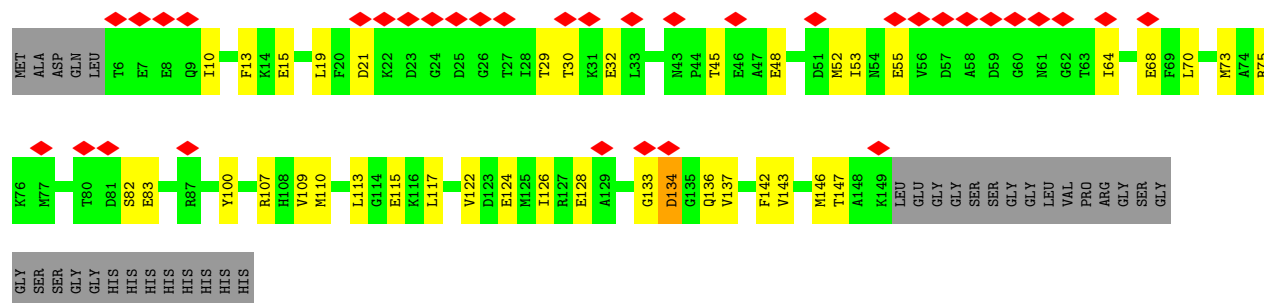 MET ALA ASP GLN LEU T6 E7 E8 Q9 I10 F13 K14 E15 L19 F20 D21 K22 D23 G24 D25 G26 T27 I28 T29 T30 K31 E32 L33 N43 P44 T45 E46 A47 E48 D51 M52 I53 N54 E55 V56 D57 A58 D59 G60 N61 G62 T63 I64 E68 F69 L70 M73 A74 R75
K76 M77 T80 D81 S82 E83 R87 Y100 R107 H108 V109 M110 L113 G114 E115 K116 L117 V122 D123 E124 M125 I126 R127 E128 A129 G133 D134 G135 Q136 V137 F142 V143 M146 T147 A148 K149 LEU GLU GLY GLY SER SER GLY GLY LEU VAL PRO ARG GLY SER GLY
GLY SER SER GLY GLY HIS HIS HIS HIS HIS HIS HIS HIS